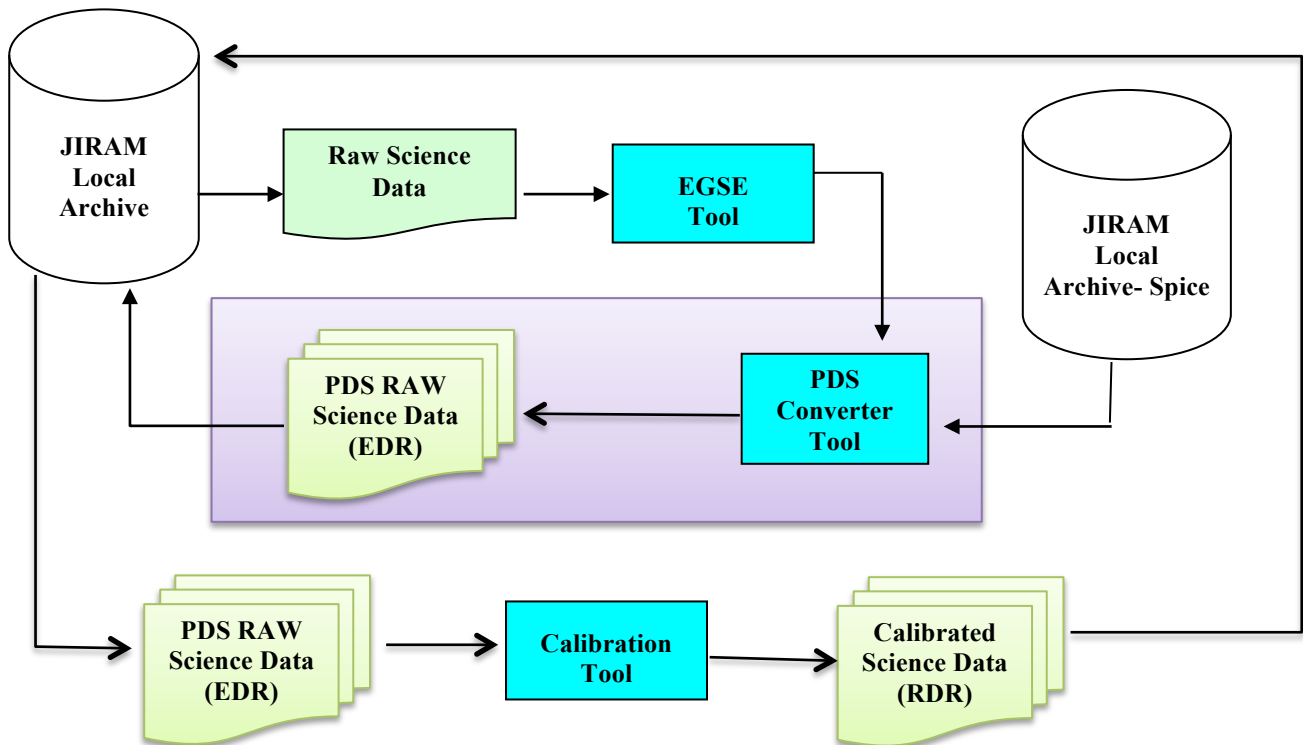 JIRAM
Local
Archive
Raw Science
Data
EGSE
Tool
JIRAM
Local
Archive- Spice
PDS RAW
Science Data
(EDR)
PDS
Converter
Tool
PDS RAW
Science Data
(EDR)
Calibration
Tool
Calibrated
Science Data
(RDR)